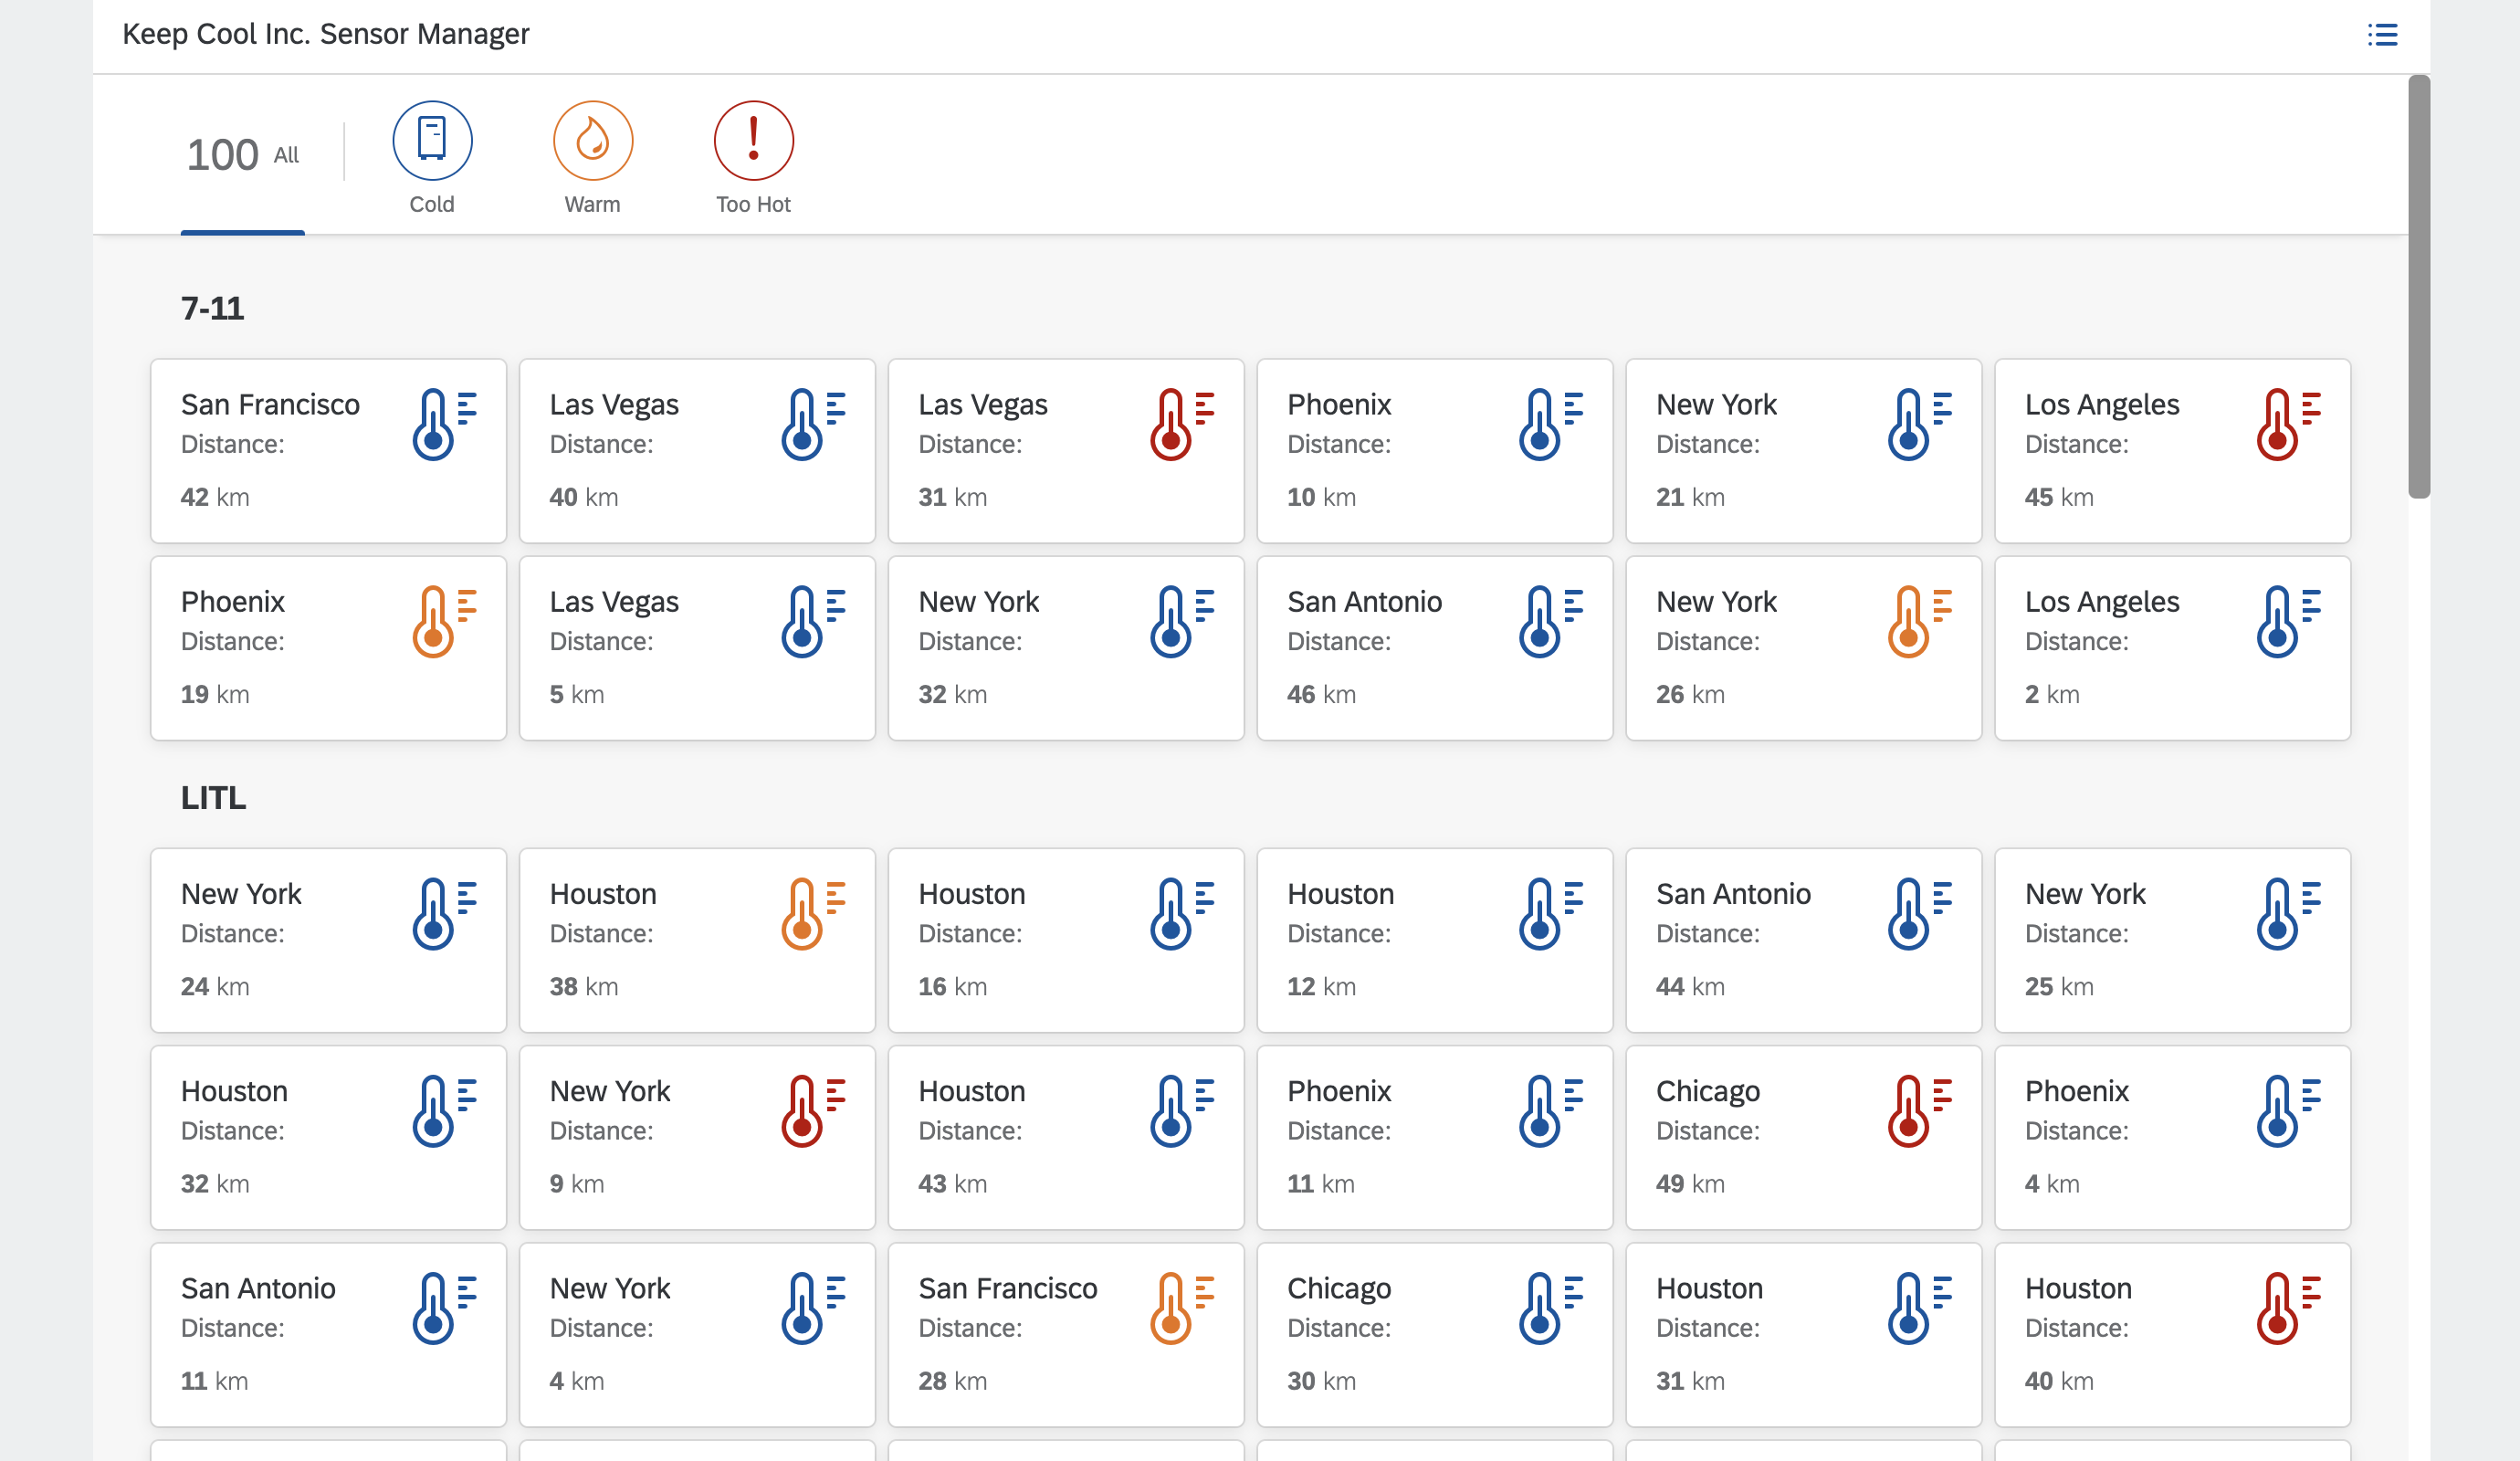 Keep Cool Inc. Sensor Manager
100 All
Cold
Warm
Too Hot
7-11
San Francisco
Distance:
42 km
Las Vegas
Distance:
40 km
Las Vegas
Distance:
31 km
Phoenix
Distance:
10 km
New York
Distance:
21 km
Los Angeles
Distance:
45 km
Phoenix
Distance:
19 km
Las Vegas
Distance:
5 km
New York
Distance:
32 km
San Antonio
Distance:
46 km
New York
Distance:
26 km
Los Angeles
Distance:
2 km
LITL
New York
Distance:
24 km
Houston
Distance:
38 km
Houston
Distance:
16 km
Houston
Distance:
12 km
San Antonio
Distance:
44 km
New York
Distance:
25 km
Houston
Distance:
32 km
New York
Distance:
9 km
Houston
Distance:
43 km
Phoenix
Distance:
11 km
Chicago
Distance:
49 km
Phoenix
Distance:
4 km
San Antonio
Distance:
11 km
New York
Distance:
4 km
San Francisco
Distance:
28 km
Chicago
Distance:
30 km
Houston
Distance:
31 km
Houston
Distance:
40 km